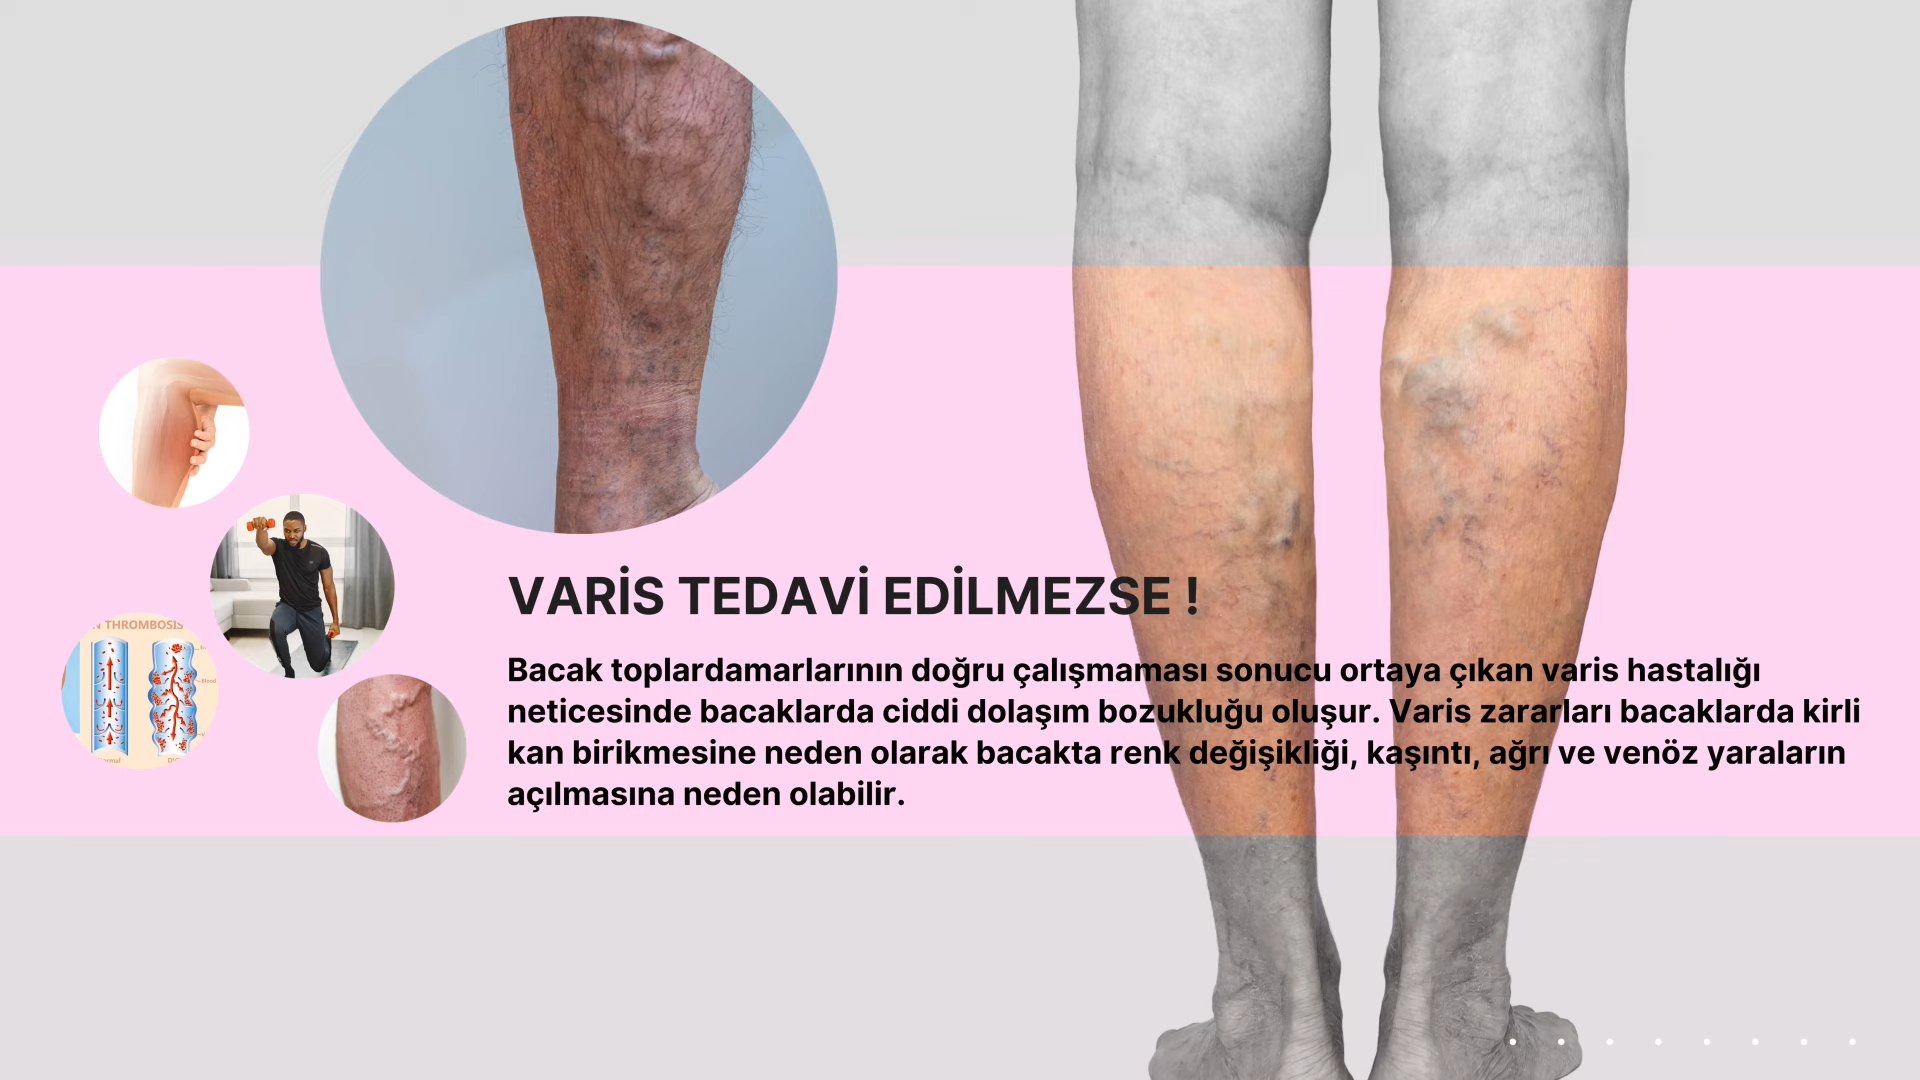 VARİS TEDAVİ EDİLMEZSE !
Bacak toplardamarlarının doğru çalışmaması sonucu ortaya çıkan varis hastalığı
neticesinde bacaklarda ciddi dolaşım bozukluğu oluşur. Varis zararları bacaklarda kirli
kan birikmesine neden olarak bacakta renk değişikliği, kaşıntı, ağrı ve venöz yaraların
açılmasına neden olabilir.
THROMBOSIS